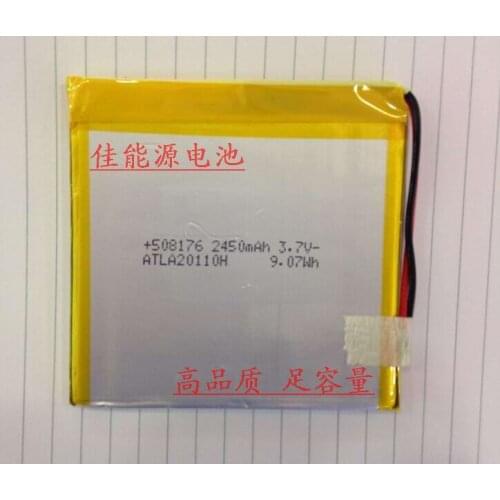 佳能源电池
+508176 2450mAh 3.7V-
ATLA20110H 9.07Wh
高品质 足容量